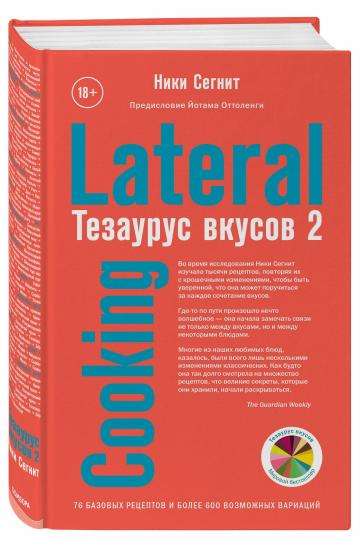 18+
Ники Сегнит
Предисловие Йотама Оттоленги
Lateral
Тезаурус вкусов 2
Cooking
Во время исследования Ники Сегнит
изучала тысячи рецептов, повторяя их
с крошечными изменениями, чтобы быть
уверенной, что она может поручиться
за каждое сочетание вкусов.
Где-то по пути произошло нечто
волшебное — она начала замечать связи
не только между вкусами, но и между
некоторыми блюдами.
Многие из наших любимых блюд,
казалось, были всего лишь несколькими
изменениями классических. Как будто
она так долго смотрела на множество
рецептов, что великие секреты, которые
они хранили, начали раскрываться.
The Guardian Weekly
Тезаурус вкусов
Мировой бестселлер
76 БАЗОВЫХ РЕЦЕПТОВ И БОЛЕЕ 600 ВОЗМОЖНЫХ ВАРИАЦИЙ
Тезаурус
вкусов 2
Ники Сегнит